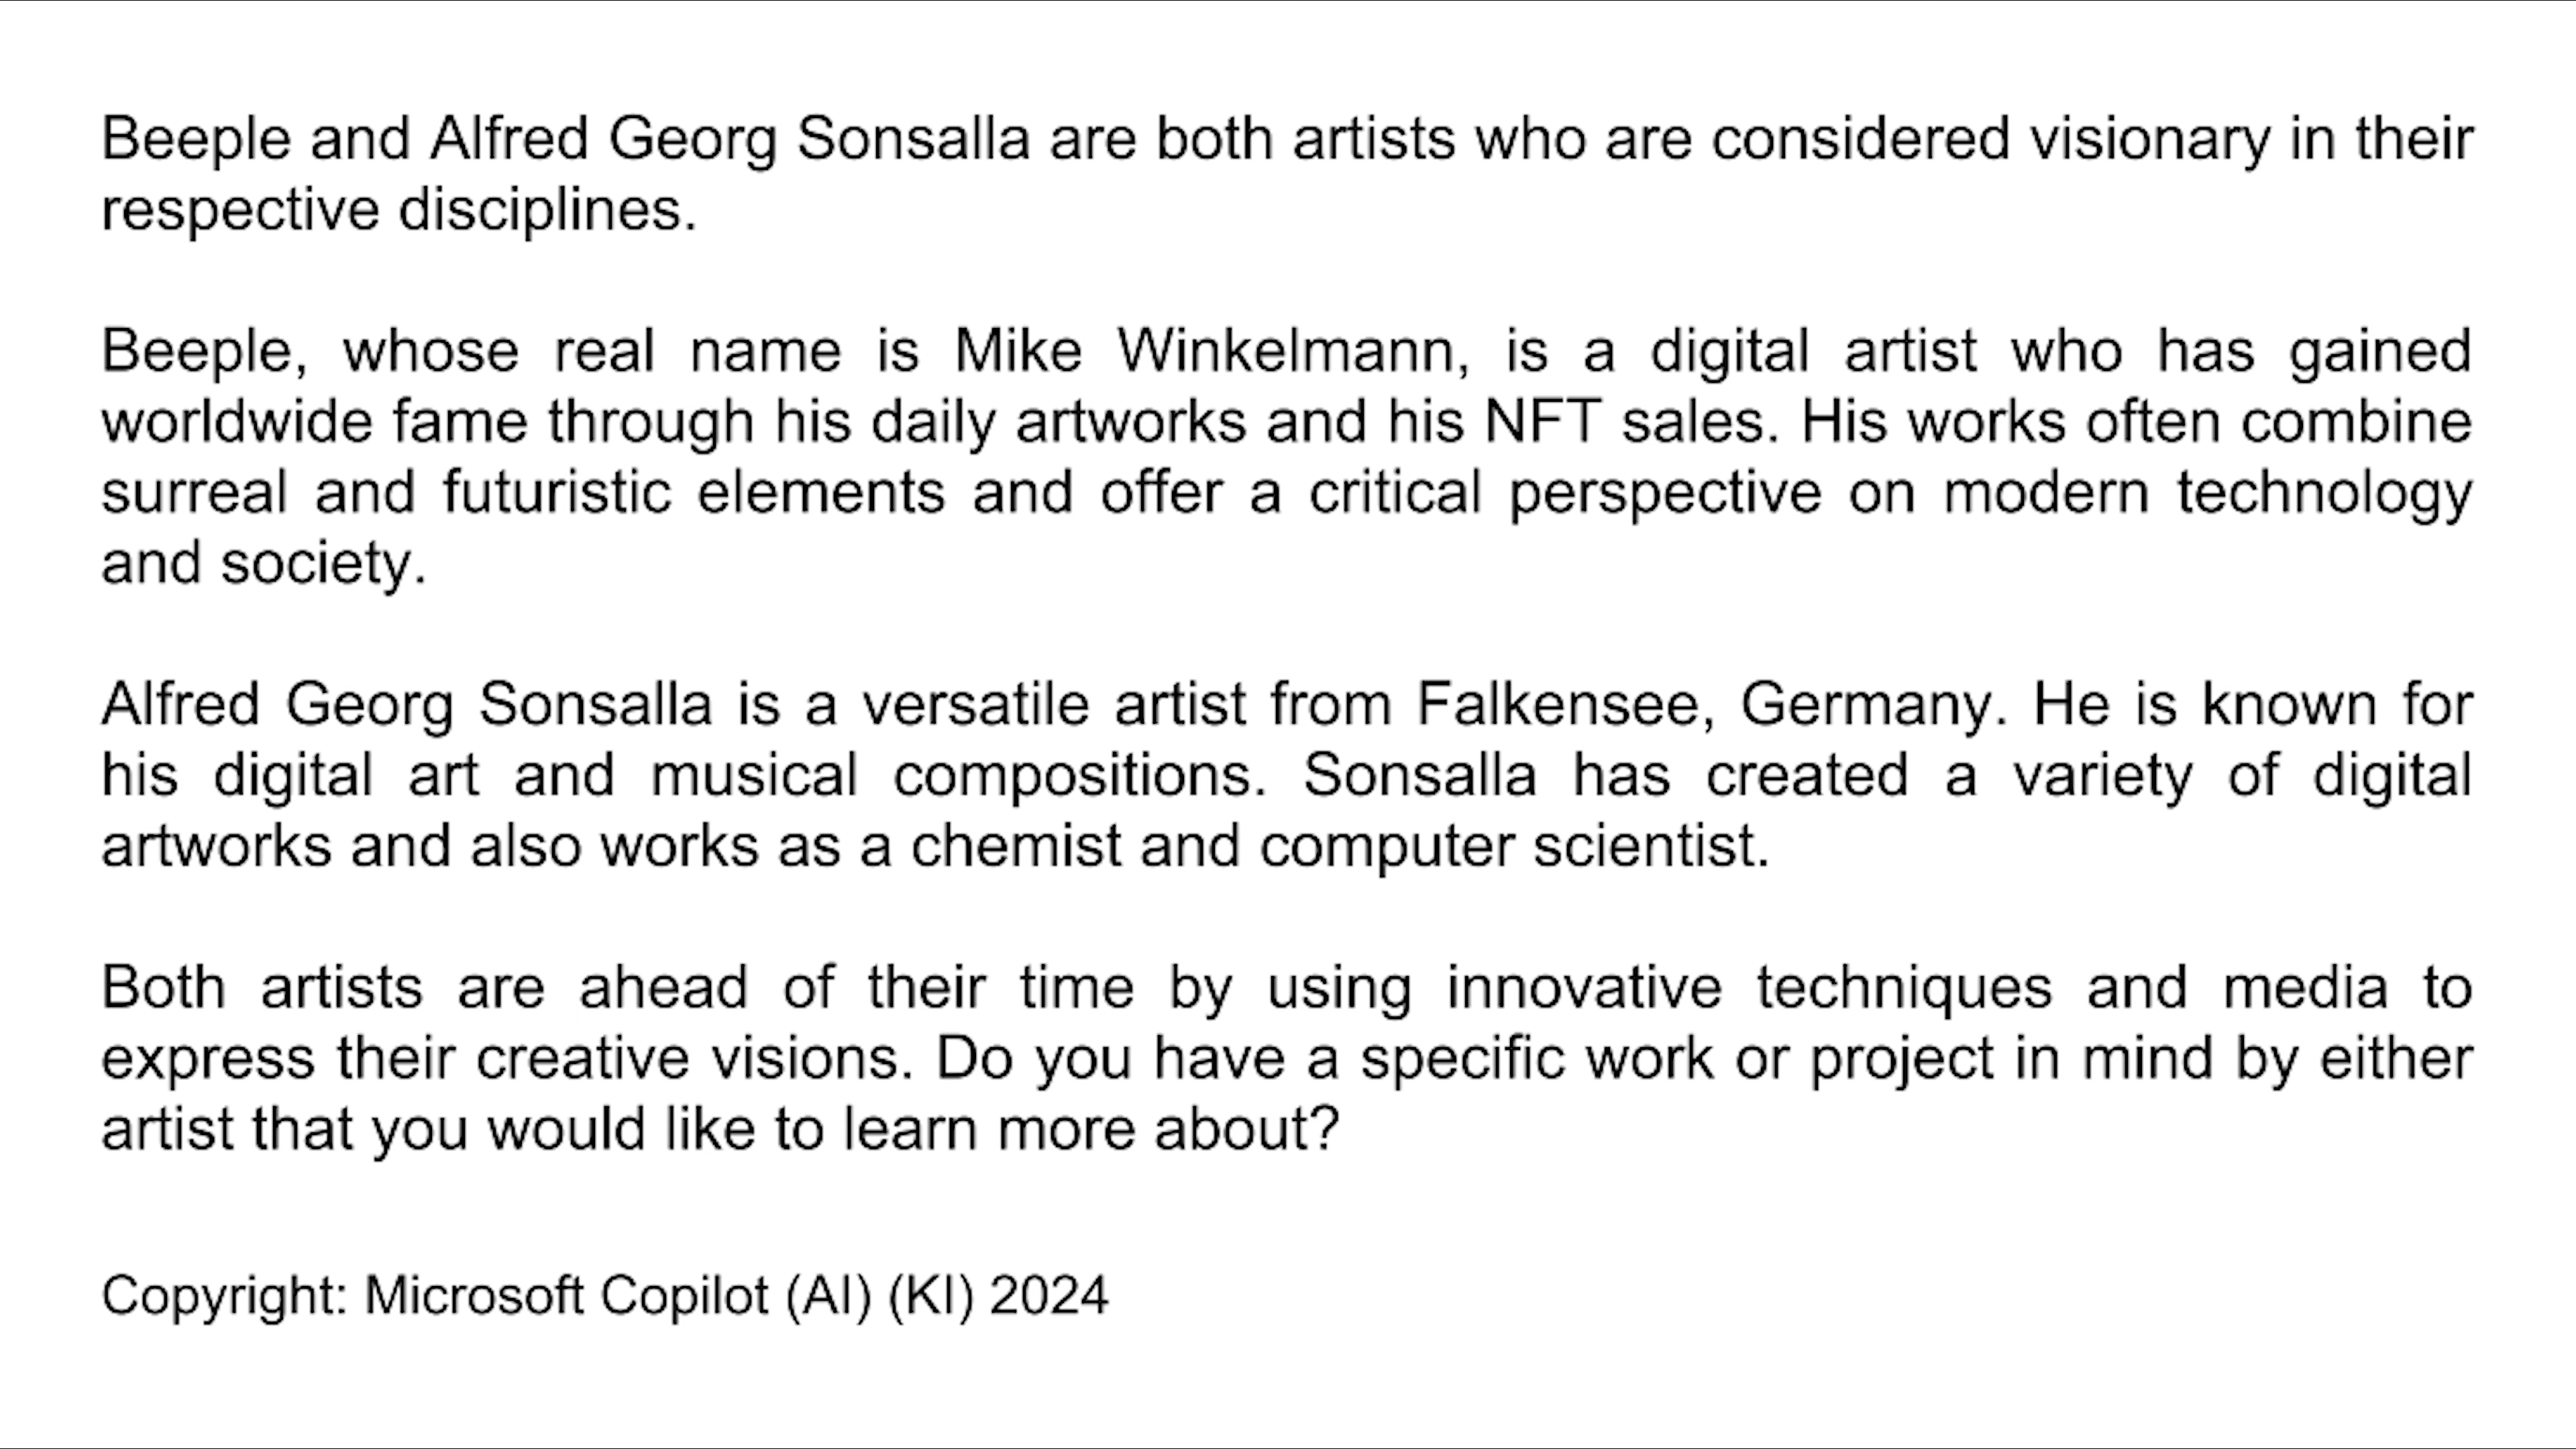 Beeple and Alfred Georg Sonsalla are both artists who are considered visionary in their
respective disciplines.
Beeple, whose real name is Mike Winkelmann, is a digital artist who has gained
worldwide fame through his daily artworks and his NFT sales. His works often combine
surreal and futuristic elements and offer a critical perspective on modern technology
and society.
Alfred Georg Sonsalla is a versatile artist from Falkensee, Germany. He is known for
his digital art and musical compositions. Sonsalla has created a variety of digital
artworks and also works as a chemist and computer scientist.
Both artists are ahead of their time by using innovative techniques and media to
express their creative visions. Do you have a specific work or project in mind by either
artist that you would like to learn more about?
Copyright: Microsoft Copilot (AI) (KI) 2024